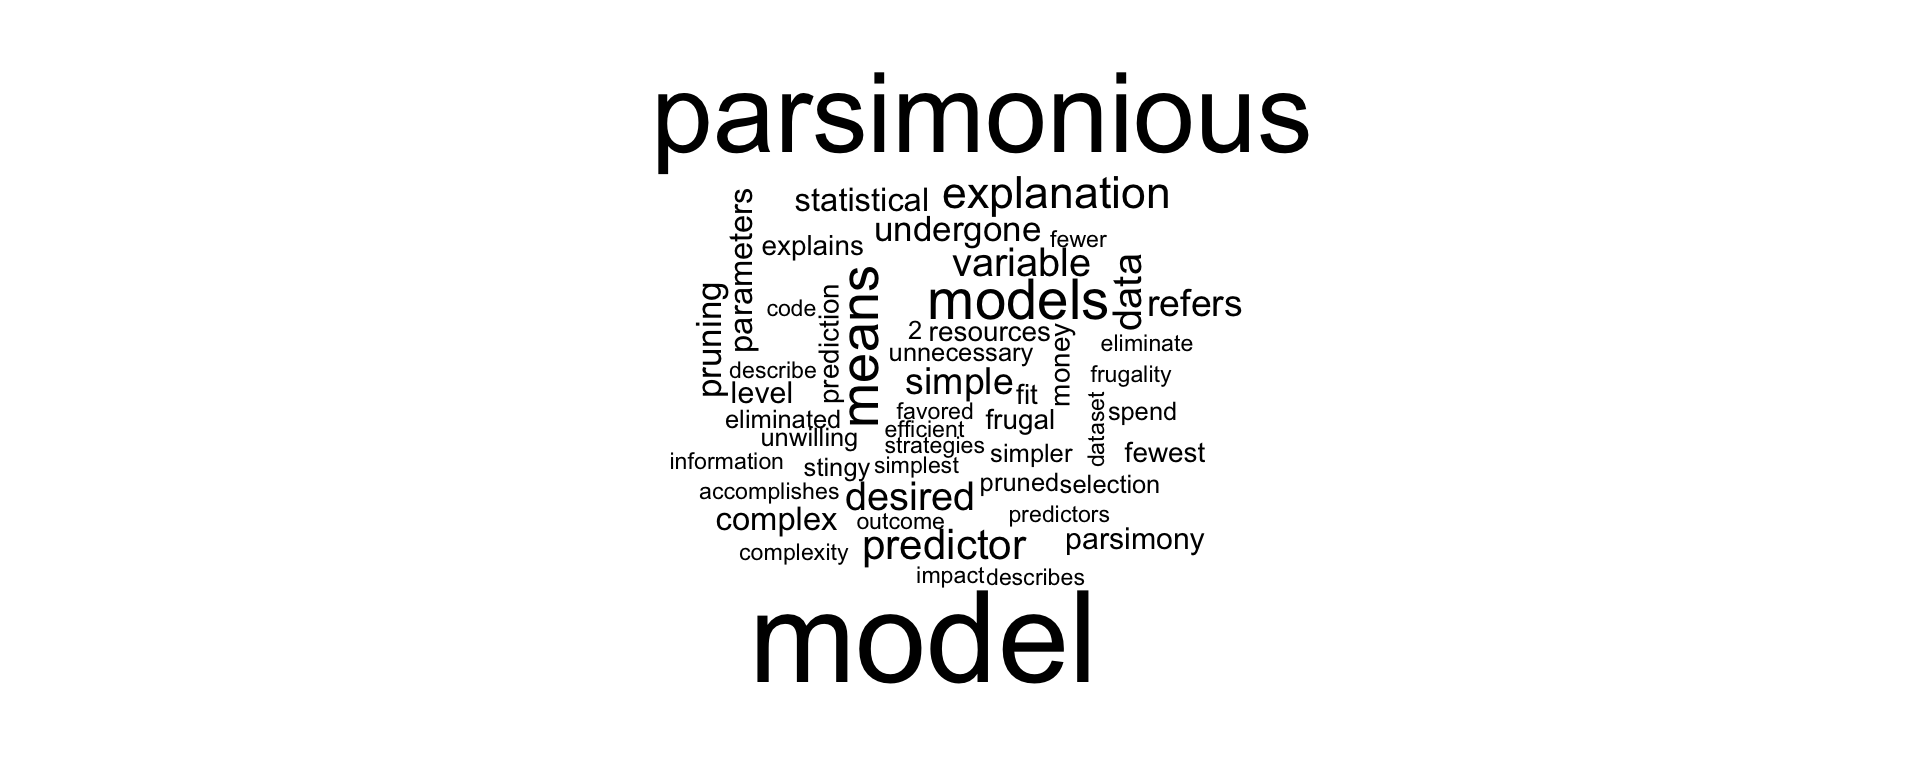 parsimonious
statistical explanation
parameters
undergone fewer
explains
variable
data
means
models refers
pruning
code
prediction
2 resources
money
eliminate
unnecessary
describe
simple fit
frugality
level
dataset
favored
spend
eliminated
frugal
efficient
unwilling
strategies
simpler fewest
information stingy simplest
accomplishes desired pruned selection
complex outcome predictors
complexity predictor parsimony
impact describes
model